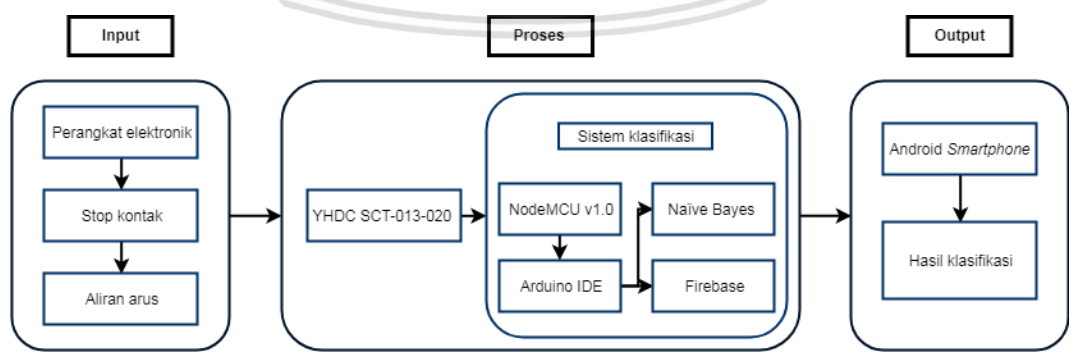 Input
Proses
Output
Perangkat elektronik
Stop kontak
Aliran arus
YHDC SCT-013-020
Sistem klasifikasi
NodeMCU v1.0
Naïve Bayes
Arduino IDE
Firebase
Android Smartphone
Hasil klasifikasi